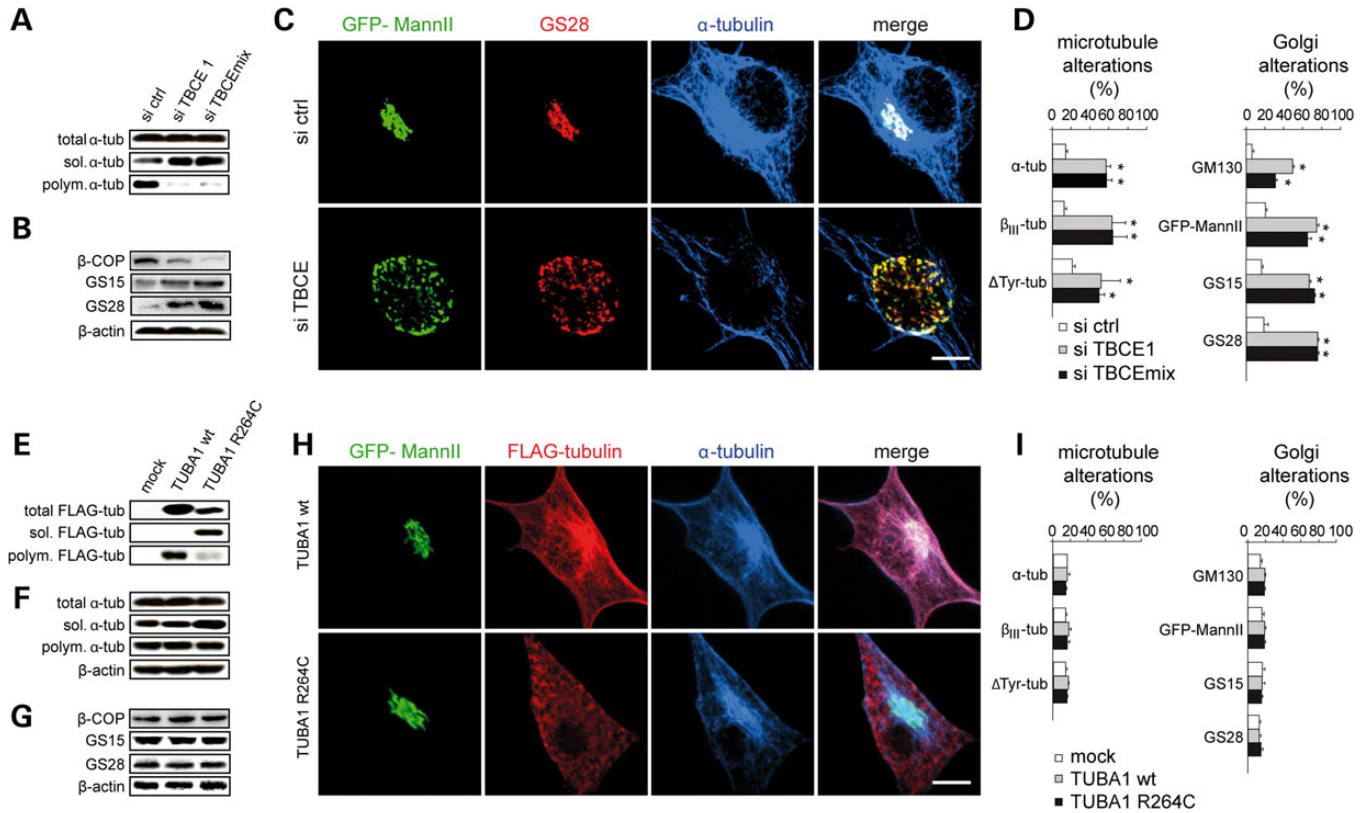 A
si ctrl
si TBCE 1
si TBCEmix
total α-tub
sol. α-tub
polym. α-tub
B
β-COP
GS15
GS28
β-actin
C
GFP- MannII
GS28
α-tubulin
merge
si ctrl
si TBCE
D
microtubule
alterations
(%)
0 20 40 60 80 100
α-tub
* *
βIII-tub
* *
ΔTyr-tub
* *
si ctrl
si TBCE1
si TBCEmix
Golgi
alterations
(%)
0 20 40 60 80 100
GM130
* *
GFP-MannII
* *
GS15
* *
GS28
* *
E
mock
TUBA1 wt
TUBA1 R264C
total FLAG-tub
sol. FLAG-tub
polym. FLAG-tub
F
total α-tub
sol. α-tub
polym. α-tub
β-actin
G
β-COP
GS15
GS28
β-actin
H
GFP- MannII
FLAG-tubulin
α-tubulin
merge
TUBA1 wt
TUBA1 R264C
I
microtubule
alterations
(%)
0 20 40 60 80 100
α-tub
βIII-tub
ΔTyr-tub
mock
TUBA1 wt
TUBA1 R264C
Golgi
alterations
(%)
0 20 40 60 80 100
GM130
GFP-MannII
GS15
GS28